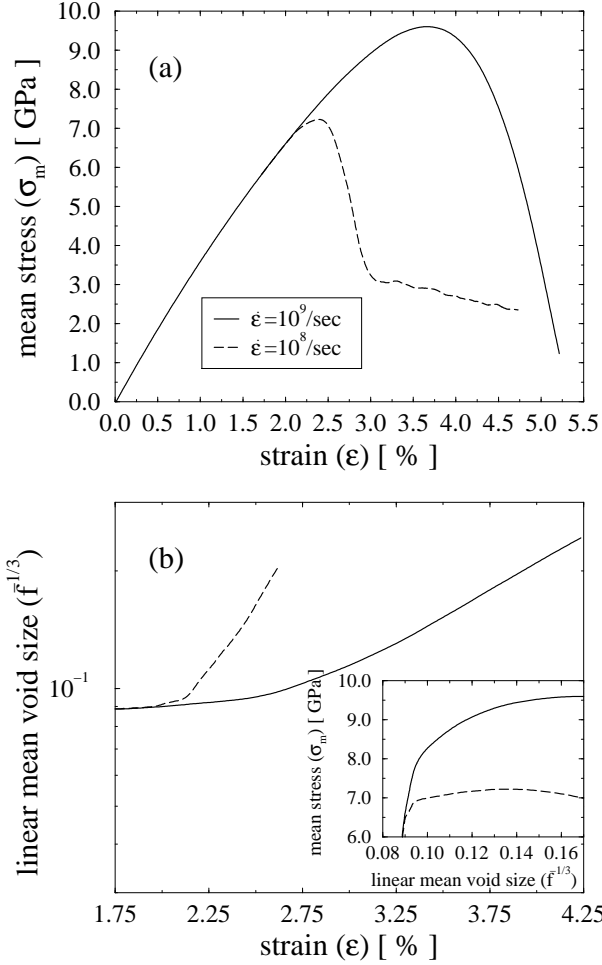 10.0
9.0
8.0
7.0
6.0
5.0
4.0
3.0
2.0
1.0
0.0
mean stress (σm) [ GPa]
(a)
ε̇=10⁹/sec
ε̇=10⁸/sec
0.0 0.5 1.0 1.5 2.0 2.5 3.0 3.5 4.0 4.5 5.0 5.5
strain (ε) [ % ]
(b)
linear mean void size (f̄^1/3)
10⁻¹
10.0
9.0
8.0
7.0
6.0
mean stress (σm) [ GPa]
0.08 0.10 0.12 0.14 0.16
linear mean void size (f̄^1/3)
1.75 2.25 2.75 3.25 3.75 4.25
strain (ε) [ % ]